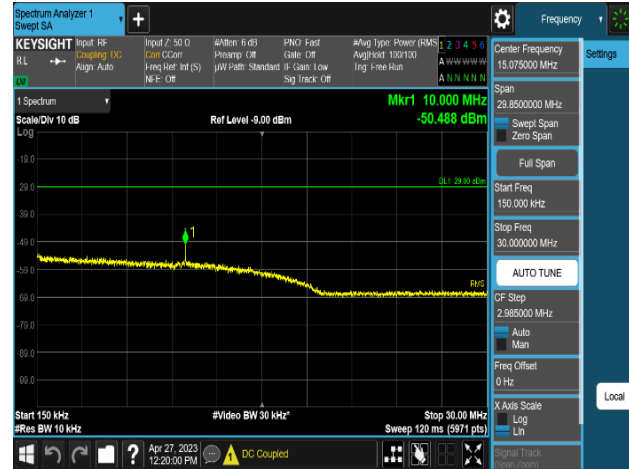 Spectrum Analyzer 1
Swept SA
+
Frequency
KEYSIGHT
RL
Input: RF
Coupling: DC
Align: Auto
Input Z: 50 Ω
Corr CCorr
Freq Ref: Int (S)
NFE: Off
#Atten: 6 dB
Preamp: Off
µW Path: Standard
PNO: Fast
Gate: Off
IF Gain: Low
Sig Track: Off
#Avg Type: Power (RMS
Avg|Hold: 100/100
Trig: Free Run
1 2 3 4 5 6
A W W W W W
A N N N N N
1 Spectrum
Scale/Div 10 dB
Log
Ref Level -9.00 dBm
Mkr1 10.000 MHz
-50.488 dBm
-19.0
-29.0
-39.0
-49.0
-59.0
-69.0
-79.0
-89.0
-99.0
DL1 -29.00 dBm
1
RMS
Start 150 kHz
#Res BW 10 kHz
#Video BW 30 kHz*
Stop 30.00 MHz
Sweep 120 ms (5971 pts)
Center Frequency
15.075000 MHz
Span
29.8500000 MHz
Swept Span
Zero Span
Full Span
Start Freq
150.000 kHz
Stop Freq
30.000000 MHz
AUTO TUNE
CF Step
2.985000 MHz
Auto
Man
Freq Offset
0 Hz
X Axis Scale
Log
Lin
Signal Track
(Span Zoom)
Settings
Local
?
Apr 27, 2023
12:20:00 PM
DC Coupled